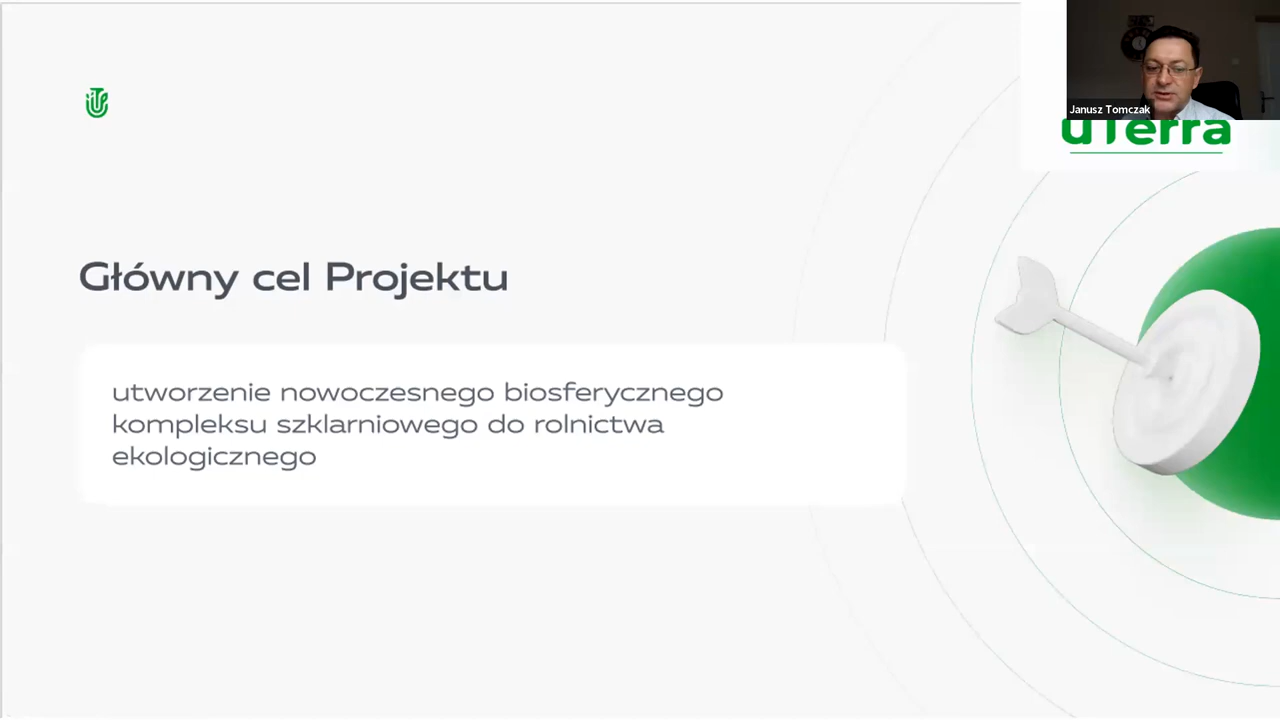 Janusz Tomczak
uTerra
Główny cel Projektu
utworzenie nowoczesnego biosferycznego
kompleksu szklarniowego do rolnictwa
ekologicznego